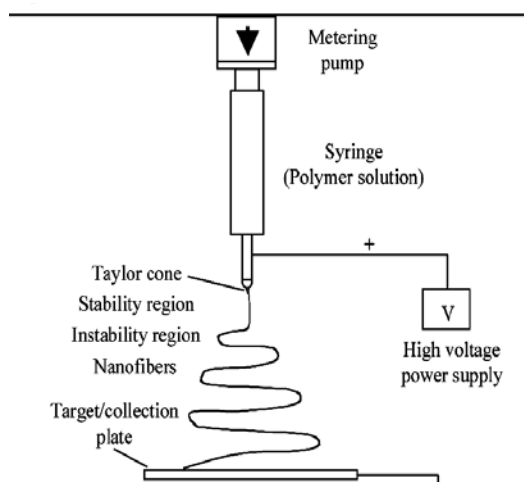 Metering
pump
Syringe
(Polymer solution)
+
Taylor cone
Stability region
Instability region
Nanofibers
Target/collection
plate
V
High voltage
power supply